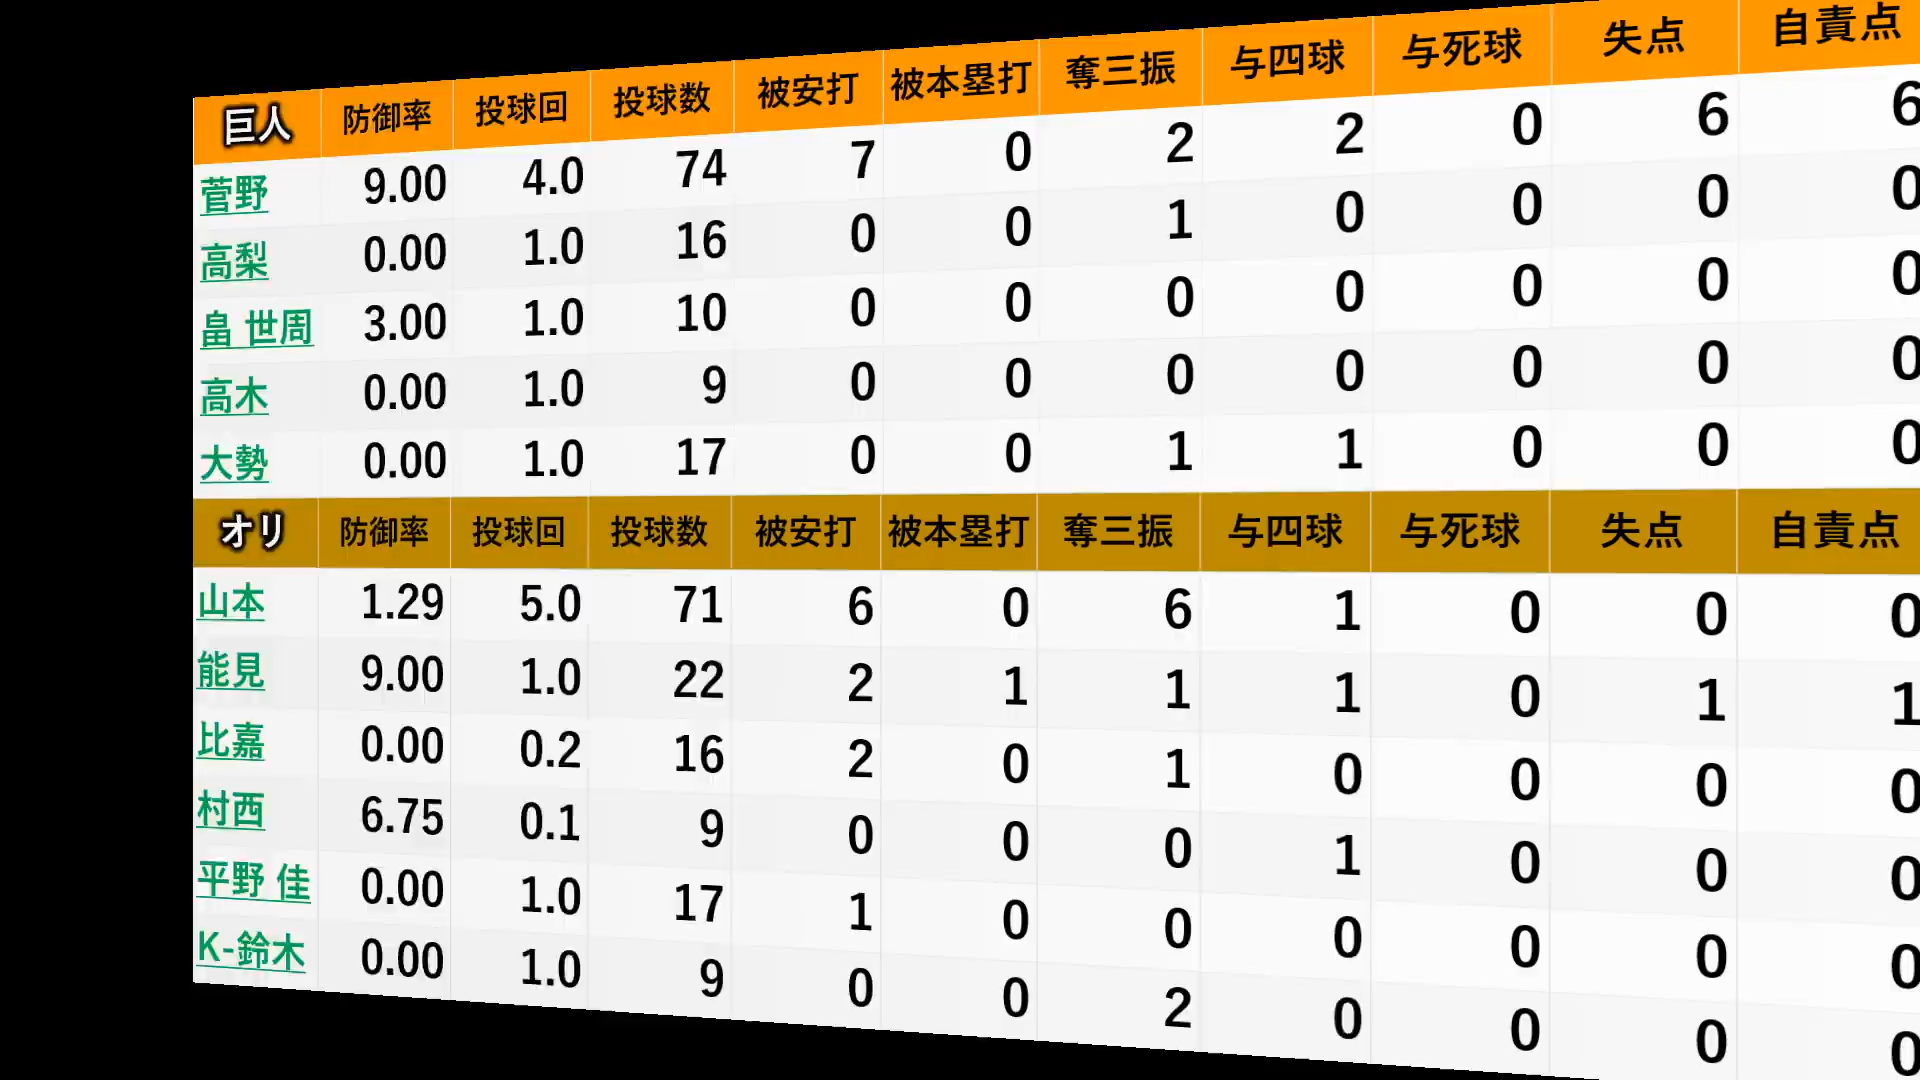 巨人 防御率 投球回 投球数 被安打 被本塁打 奪三振 与四球 与死球 失点 自責点
菅野 9.00 4.0 74 7 0 2 2 0 6 6
高梨 0.00 1.0 16 0 0 1 0 0 0 0
畠 世周 3.00 1.0 10 0 0 0 0 0 0 0
高木 0.00 1.0 9 0 0 0 0 0 0 0
大勢 0.00 1.0 17 0 0 1 1 0 0 0
オリ 防御率 投球回 投球数 被安打 被本塁打 奪三振 与四球 与死球 失点 自責点
山本 1.29 5.0 71 6 0 6 1 0 0 0
能見 9.00 1.0 22 2 1 1 1 0 1 1
比嘉 0.00 0.2 16 2 0 1 0 0 0 0
村西 6.75 0.1 9 0 0 0 1 0 0 0
平野 佳 0.00 1.0 17 1 0 0 0 0 0 0
K-鈴木 0.00 1.0 9 0 0 2 0 0 0 0